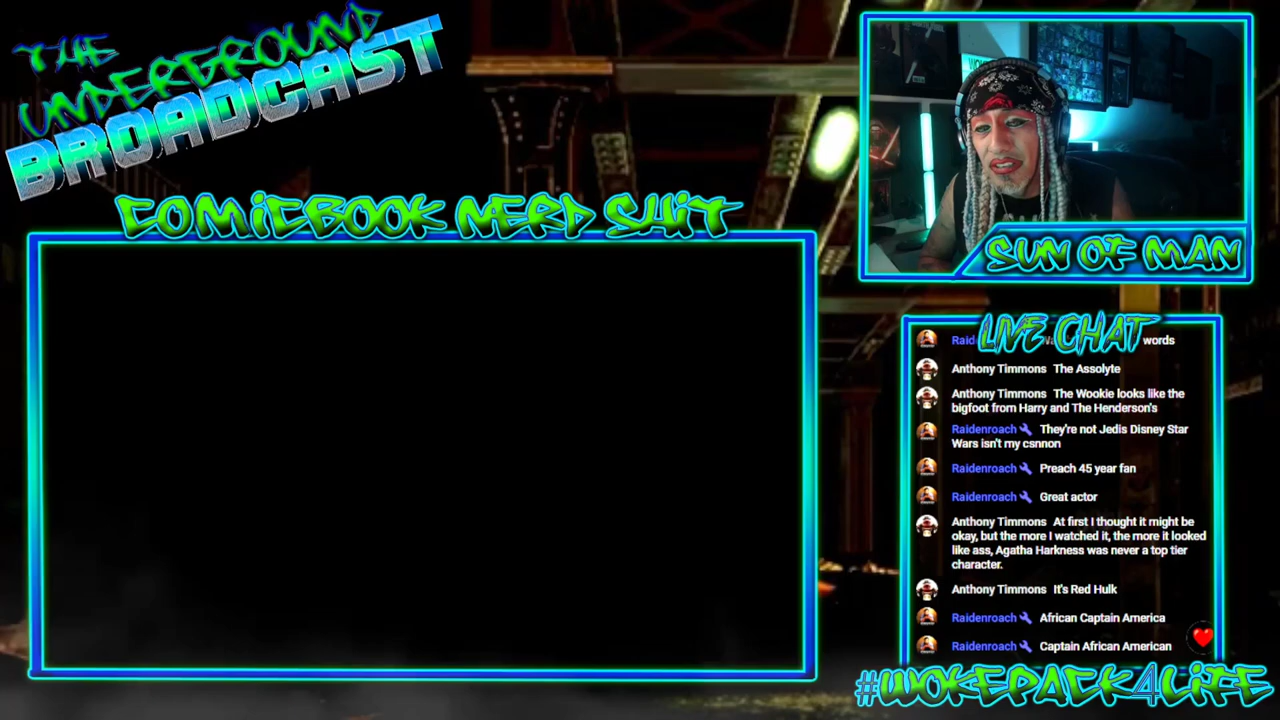 THE
UNDERGROUND
BROADCAST
COMICBOOK NERD SHIT
SUN OF MAN
LIVE CHAT
words
Anthony Timmons The Assolyte
Anthony Timmons The Wookie looks like the
bigfoot from Harry and The Henderson's
Raidenroach They're not Jedis Disney Star
Wars isn't my csnnon
Raidenroach Preach 45 year fan
Raidenroach Great actor
Anthony Timmons At first I thought it might be
okay, but the more I watched it, the more it looked
like ass, Agatha Harkness was never a top tier
character.
Anthony Timmons It's Red Hulk
Raidenroach African Captain America
Raidenroach Captain African American
#WOKEPACK4LIFE